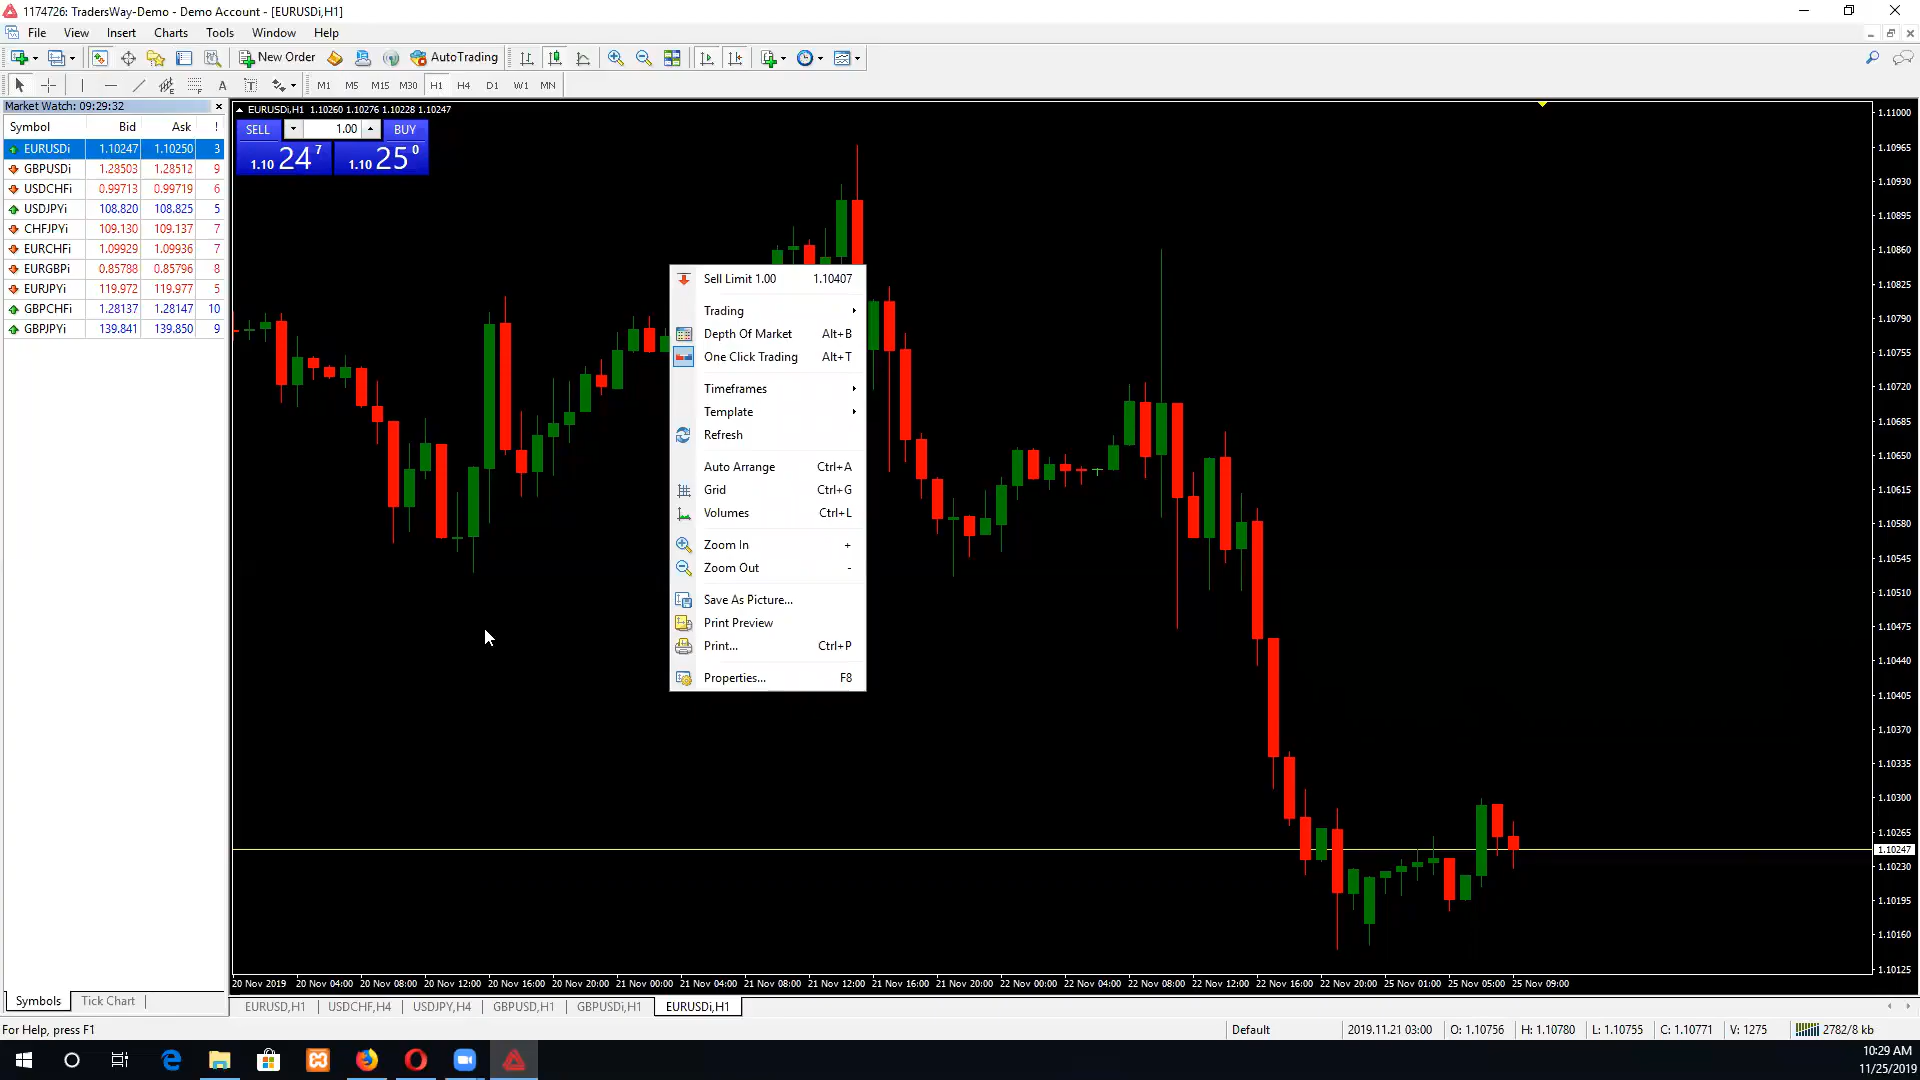 1174726: TradersWay-Demo - Demo Account - [EURUSDi,H1]
File View Insert Charts Tools Window Help
New Order AutoTrading
A T M1 M5 M15 M30 H1 H4 D1 W1 MN
Market Watch: 09:29:32
Symbol Bid Ask !
EURUSDi 1.10247 1.10250 3
GBPUSDi 1.28503 1.28512 9
USDCHFi 0.99713 0.99719 6
USDJPYi 108.820 108.825 5
CHFJPYi 109.130 109.137 7
EURCHFi 1.09929 1.09936 7
EURGBPi 0.85788 0.85796 8
EURJPYi 119.972 119.977 5
GBPCHFi 1.28137 1.28147 10
GBPJPYi 139.841 139.850 9
Symbols Tick Chart
EURUSDi,H1 1.10260 1.10276 1.10228 1.10247
SELL 1.00 BUY
1.10 24 7 1.10 25 0
Sell Limit 1.00 1.10407
Trading
Depth Of Market Alt+B
One Click Trading Alt+T
Timeframes
Template
Refresh
Auto Arrange Ctrl+A
Grid Ctrl+G
Volumes Ctrl+L
Zoom In +
Zoom Out -
Save As Picture...
Print Preview
Print... Ctrl+P
Properties... F8
1.11000
1.10965
1.10930
1.10895
1.10860
1.10825
1.10790
1.10755
1.10720
1.10685
1.10650
1.10615
1.10580
1.10545
1.10510
1.10475
1.10440
1.10405
1.10370
1.10335
1.10300
1.10265
1.10247
1.10230
1.10195
1.10160
1.10125
20 Nov 2019 20 Nov 04:00 20 Nov 08:00 20 Nov 12:00 20 Nov 16:00 20 Nov 20:00 21 Nov 00:00 21 Nov 04:00 21 Nov 08:00 21 Nov 12:00 21 Nov 16:00 21 Nov 20:00 22 Nov 00:00 22 Nov 04:00 22 Nov 08:00 22 Nov 12:00 22 Nov 16:00 22 Nov 20:00 25 Nov 01:00 25 Nov 05:00 25 Nov 09:00
EURUSD,H1 USDCHF,H4 USDJPY,H4 GBPUSD,H1 GBPUSDi,H1 EURUSDi,H1
For Help, press F1 Default 2019.11.21 03:00 O: 1.10756 H: 1.10780 L: 1.10755 C: 1.10771 V: 1275 2782/8 kb
10:29 AM
11/25/2019